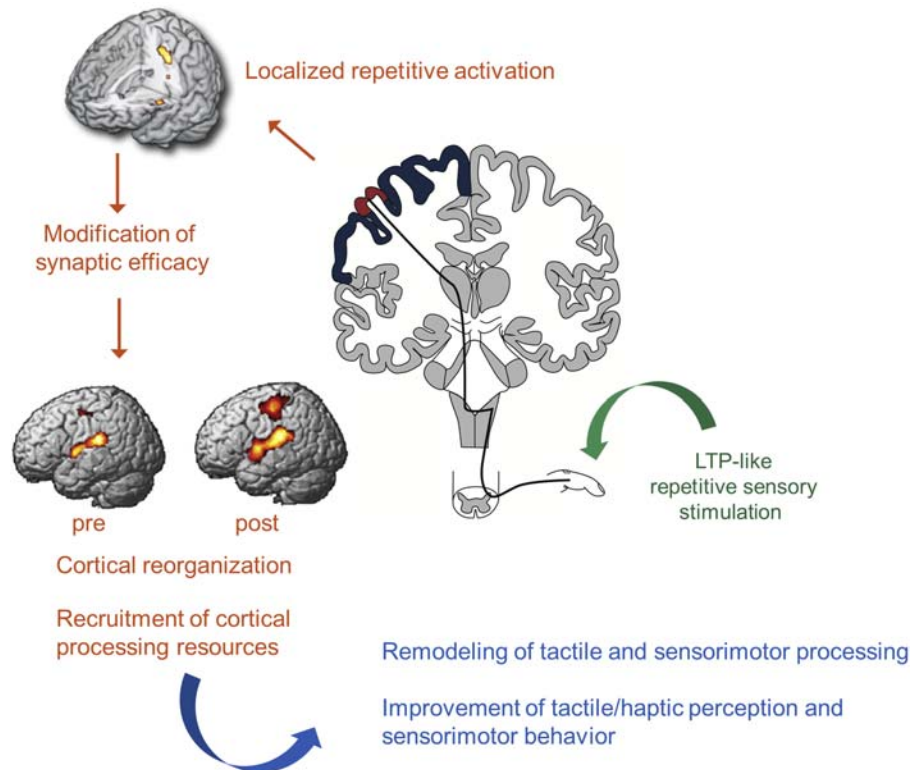 Localized repetitive activation
Modification of
synaptic efficacy
pre
post
LTP-like
repetitive sensory
stimulation
Cortical reorganization
Recruitment of cortical
processing resources
Remodeling of tactile and sensorimotor processing
Improvement of tactile/haptic perception and
sensorimotor behavior